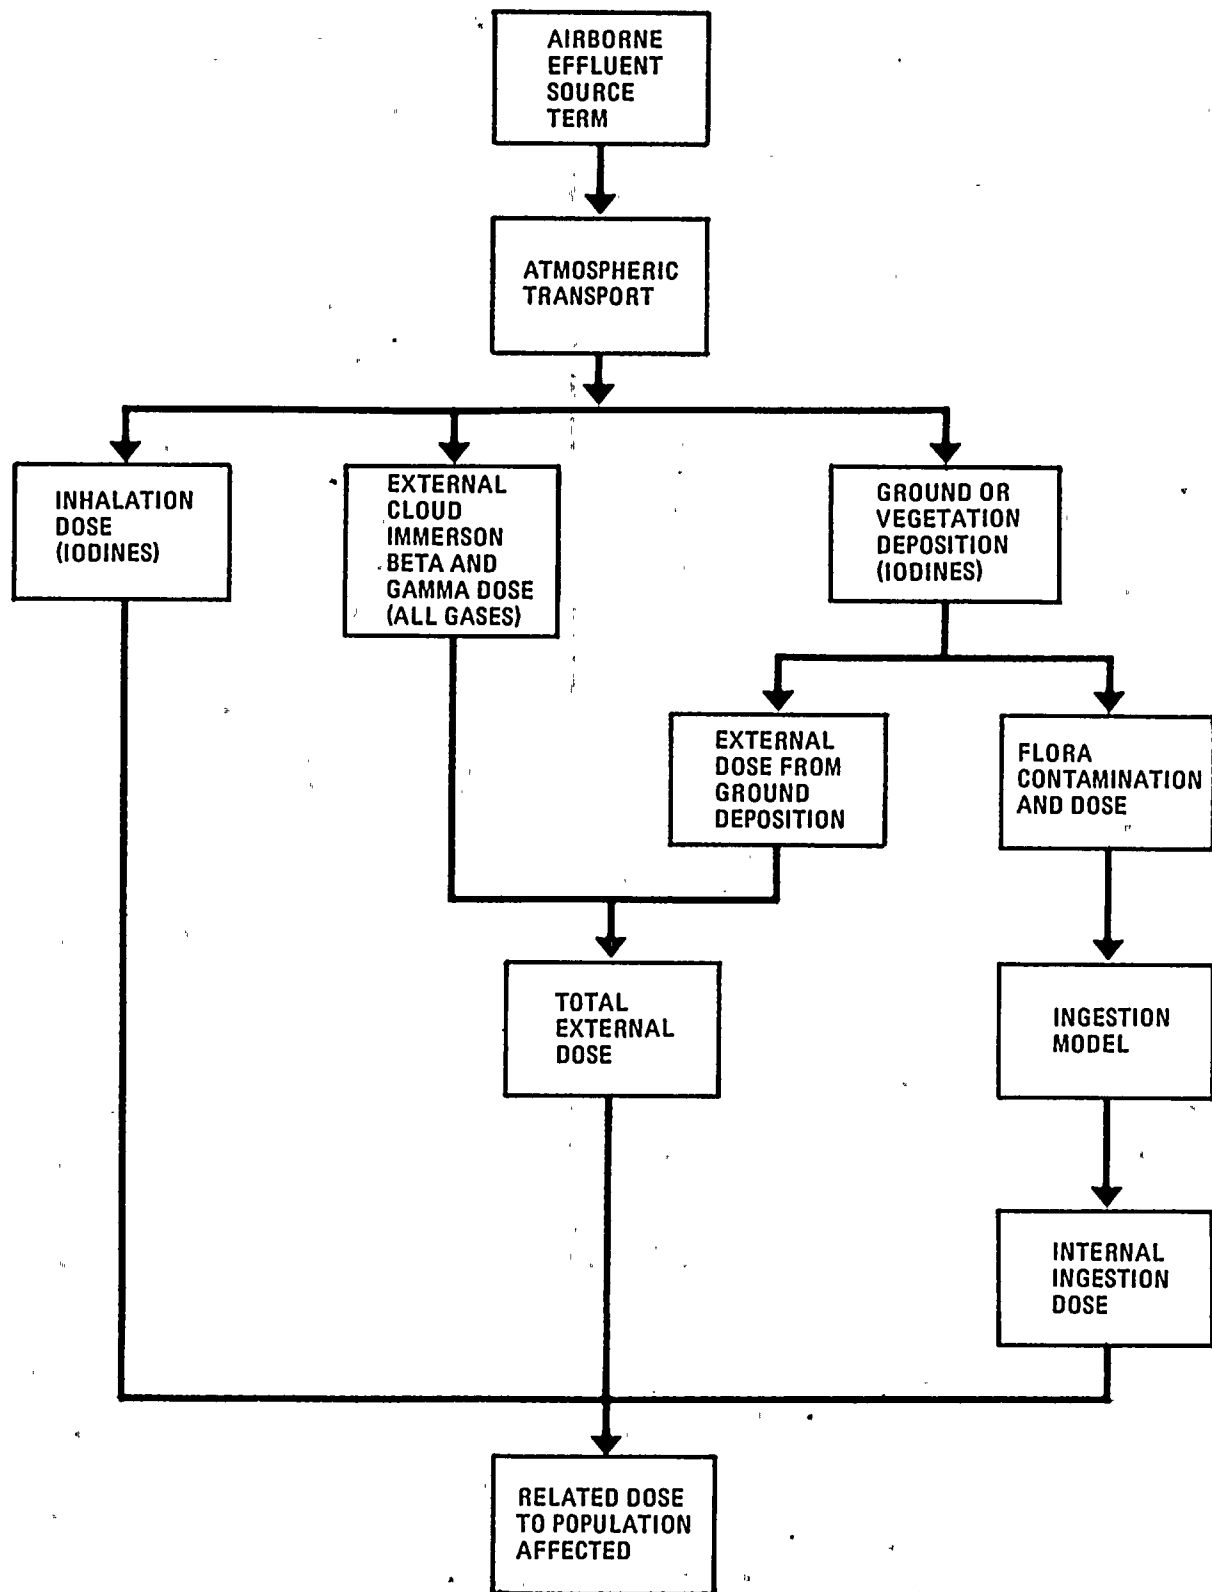 AIRBORNE
EFFLUENT
SOURCE
TERM
ATMOSPHERIC
TRANSPORT
INHALATION
DOSE
(IODINES)
EXTERNAL
CLOUD
IMMERSON
BETA AND
GAMMA DOSE
(ALL GASES)
GROUND OR
VEGETATION
DEPOSITION
(IODINES)
EXTERNAL
DOSE FROM
GROUND
DEPOSITION
FLORA
CONTAMINATION
AND DOSE
TOTAL
EXTERNAL
DOSE
INGESTION
MODEL
INTERNAL
INGESTION
DOSE
RELATED DOSE
TO POPULATION
AFFECTED